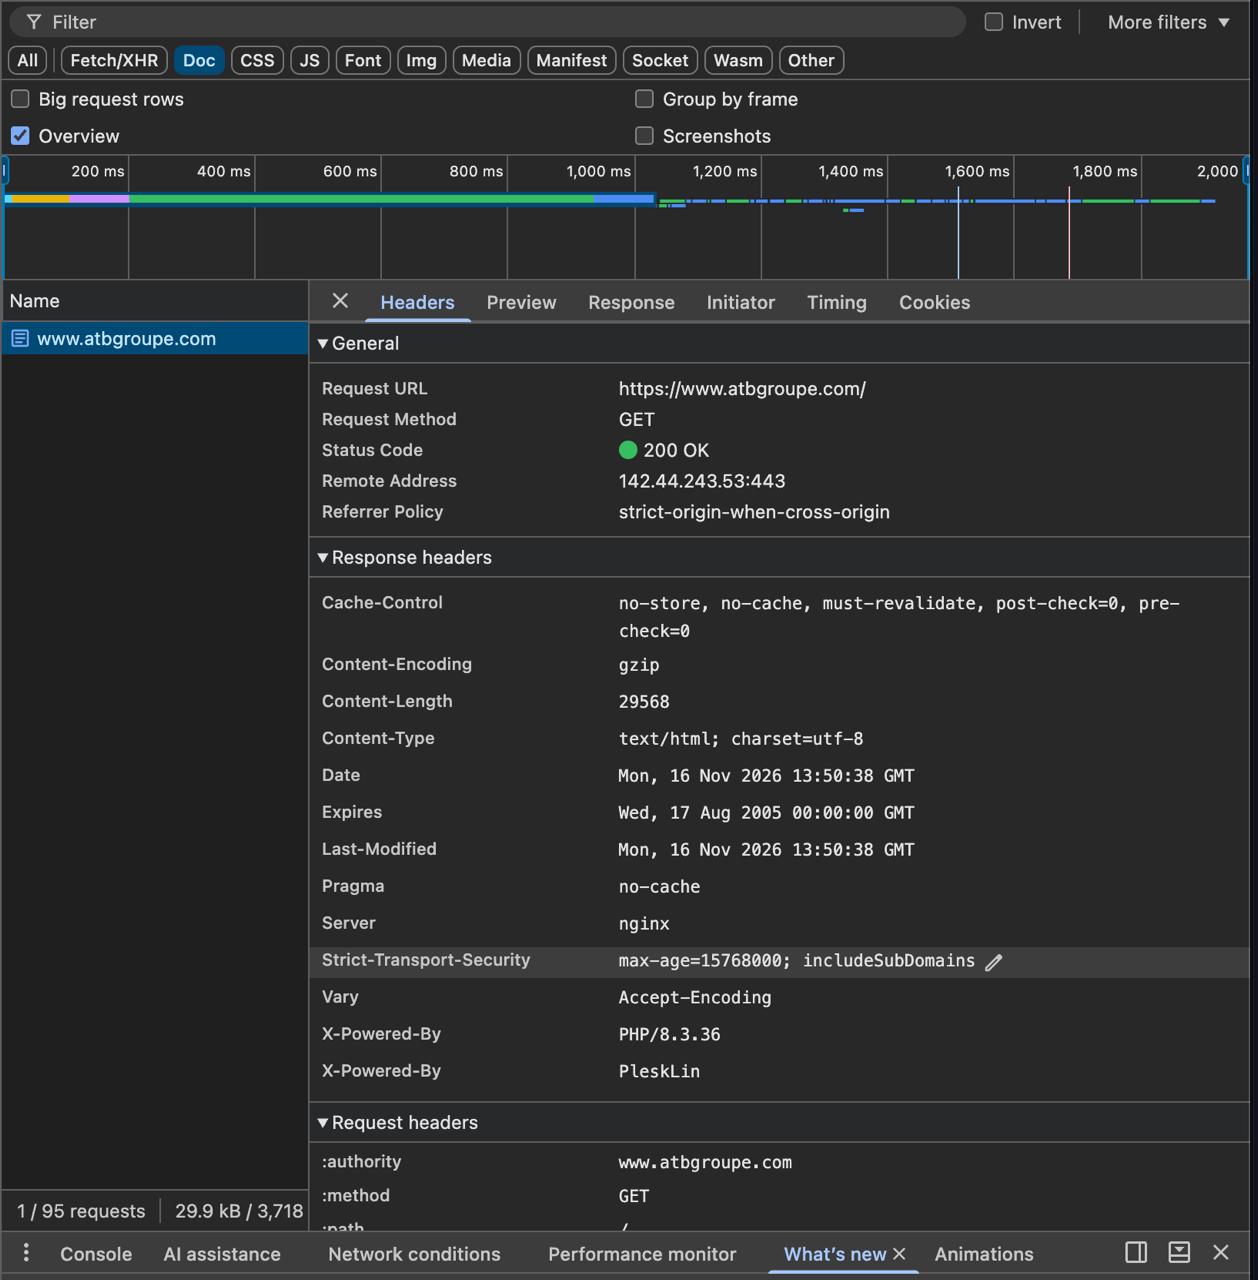 Filter
Invert
More filters
All
Fetch/XHR
Doc
CSS
JS
Font
Img
Media
Manifest
Socket
Wasm
Other
Big request rows
Group by frame
Overview
Screenshots
200 ms
400 ms
600 ms
800 ms
1,000 ms
1,200 ms
1,400 ms
1,600 ms
1,800 ms
2,000
Name
Headers
Preview
Response
Initiator
Timing
Cookies
www.atbgroupe.com
General
Request URL https://www.atbgroupe.com/
Request Method GET
Status Code 200 OK
Remote Address 142.44.243.53:443
Referrer Policy strict-origin-when-cross-origin
Response headers
Cache-Control no-store, no-cache, must-revalidate, post-check=0, pre-
check=0
Content-Encoding gzip
Content-Length 29568
Content-Type text/html; charset=utf-8
Date Mon, 16 Nov 2026 13:50:38 GMT
Expires Wed, 17 Aug 2005 00:00:00 GMT
Last-Modified Mon, 16 Nov 2026 13:50:38 GMT
Pragma no-cache
Server nginx
Strict-Transport-Security max-age=15768000; includeSubDomains
Vary Accept-Encoding
X-Powered-By PHP/8.3.36
X-Powered-By PleskLin
Request headers
:authority www.atbgroupe.com
:method GET
:path /
1 / 95 requests
29.9 kB / 3,718
Console
AI assistance
Network conditions
Performance monitor
What's new
Animations